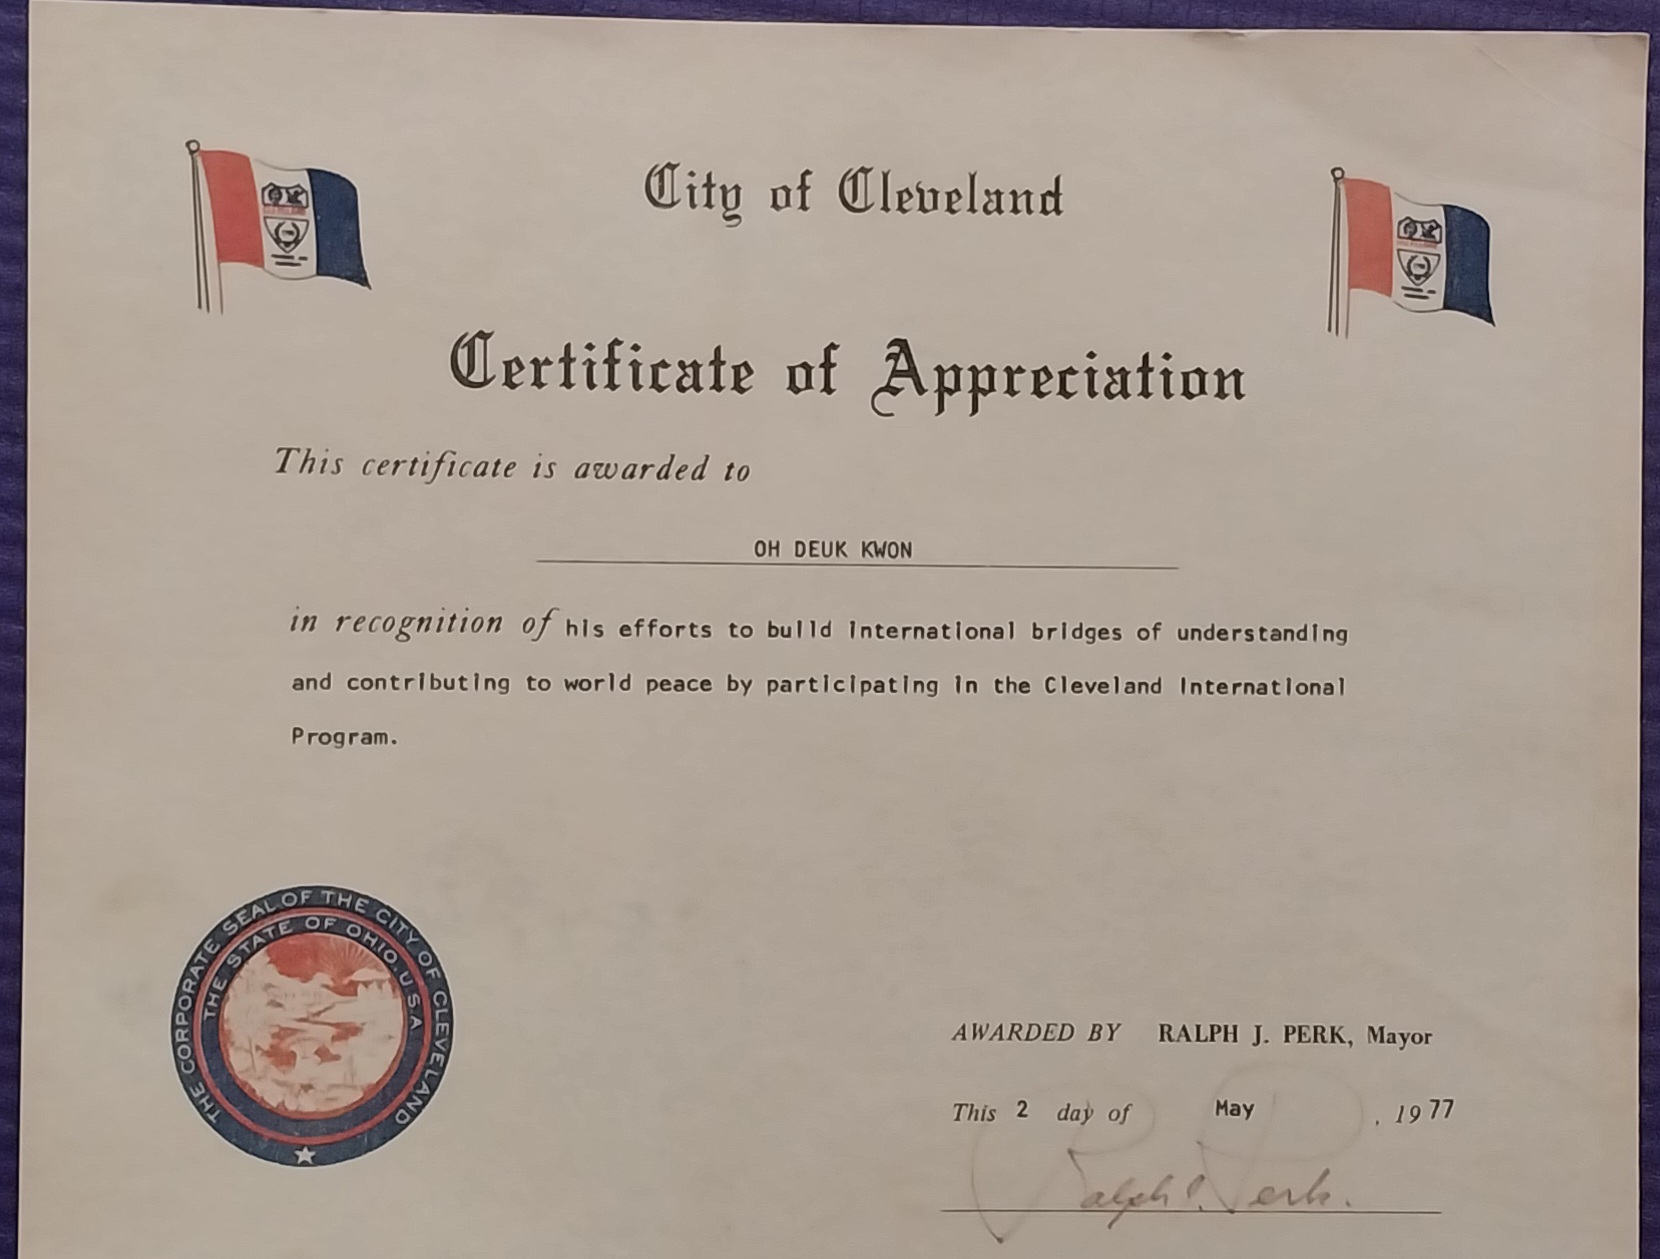 City of Cleveland
Certificate of Appreciation
This certificate is awarded to
OH DEUK KWON
in recognition of his efforts to build international bridges of understanding
and contributing to world peace by participating in the Cleveland International
Program.
THE CORPORATE SEAL OF THE CITY OF CLEVELAND
THE STATE OF OHIO, U.S.A
AWARDED BY RALPH J. PERK, Mayor
This 2 day of May , 1977
Ralph J. Perk.